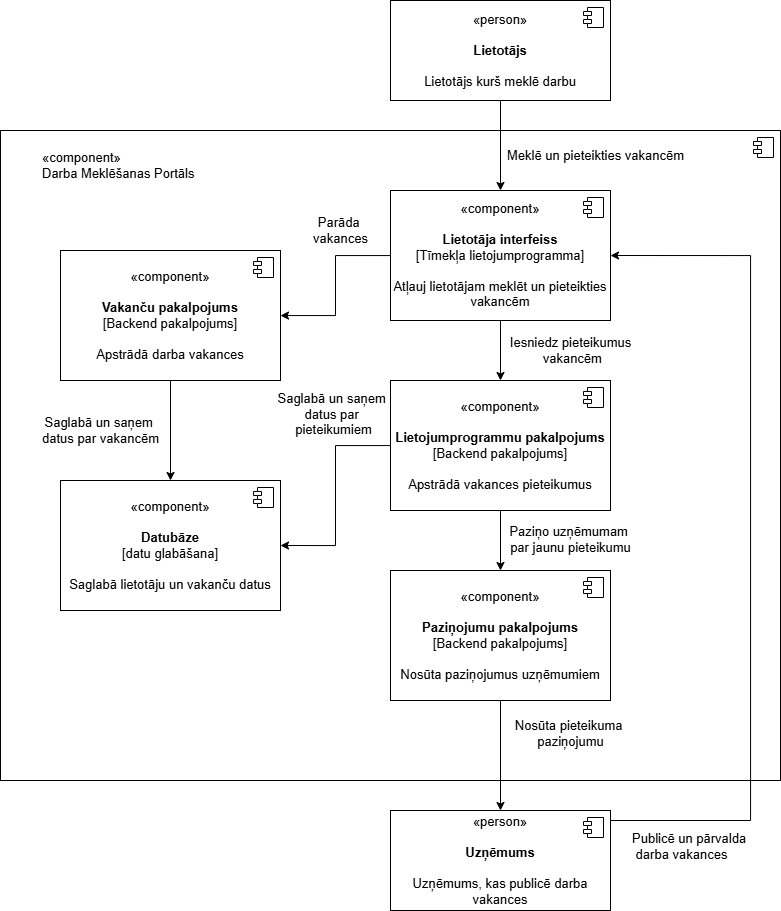 «person»
Lietotājs
Lietotājs kurš meklē darbu
Meklē un pieteikties vakancēm
«component»
Darba Meklēšanas Portāls
«component»
Lietotāja interfeiss
[Tīmekļa lietojumprogramma]
Atļauj lietotājam meklēt un pieteikties
vakancēm
Parāda
vakances
«component»
Vakanču pakalpojums
[Backend pakalpojums]
Apstrādā darba vakances
Iesniedz pieteikumus
vakancēm
Saglabā un saņem
datus par vakancēm
Saglabā un saņem
datus par
pieteikumiem
«component»
Lietojumprogrammu pakalpojums
[Backend pakalpojums]
Apstrādā vakances pieteikumus
«component»
Datubāze
[datu glabāšana]
Saglabā lietotāju un vakanču datus
Paziņo uzņēmumam
par jaunu pieteikumu
«component»
Paziņojumu pakalpojums
[Backend pakalpojums]
Nosūta paziņojumus uzņēmumiem
Nosūta pieteikuma
paziņojumu
«person»
Uzņēmums
Uzņēmums, kas publicē darba
vakances
Publicē un pārvalda
darba vakances